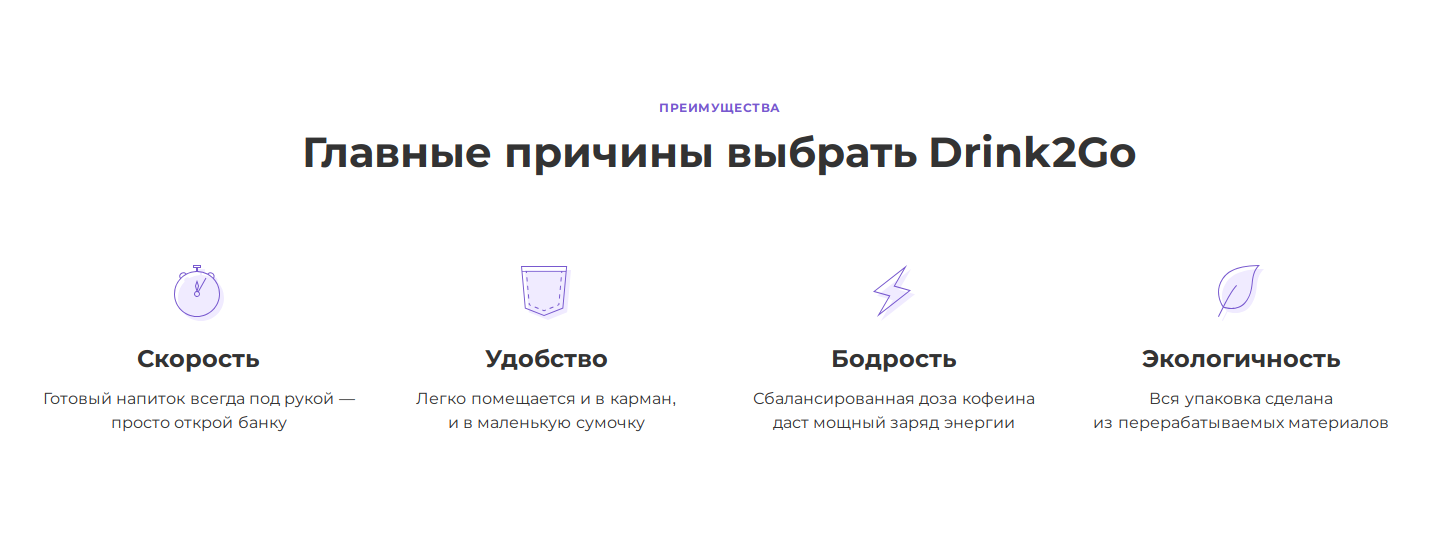 ПРЕИМУЩЕСТВА
Главные причины выбрать Drink2Go
Скорость
Готовый напиток всегда под рукой —
просто открой банку
Удобство
Легко помещается и в карман,
и в маленькую сумочку
Бодрость
Сбалансированная доза кофеина
даст мощный заряд энергии
Экологичность
Вся упаковка сделана
из перерабатываемых материалов